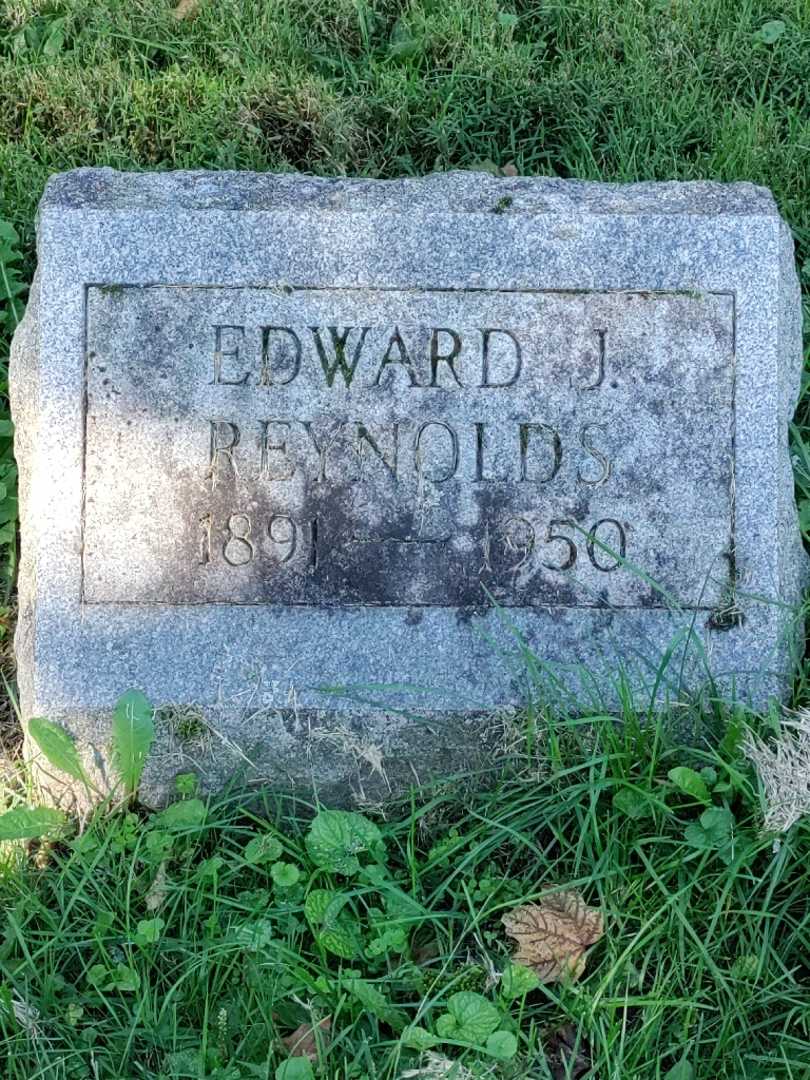 EDWARD J.
REYNOLDS
1891 — 1950